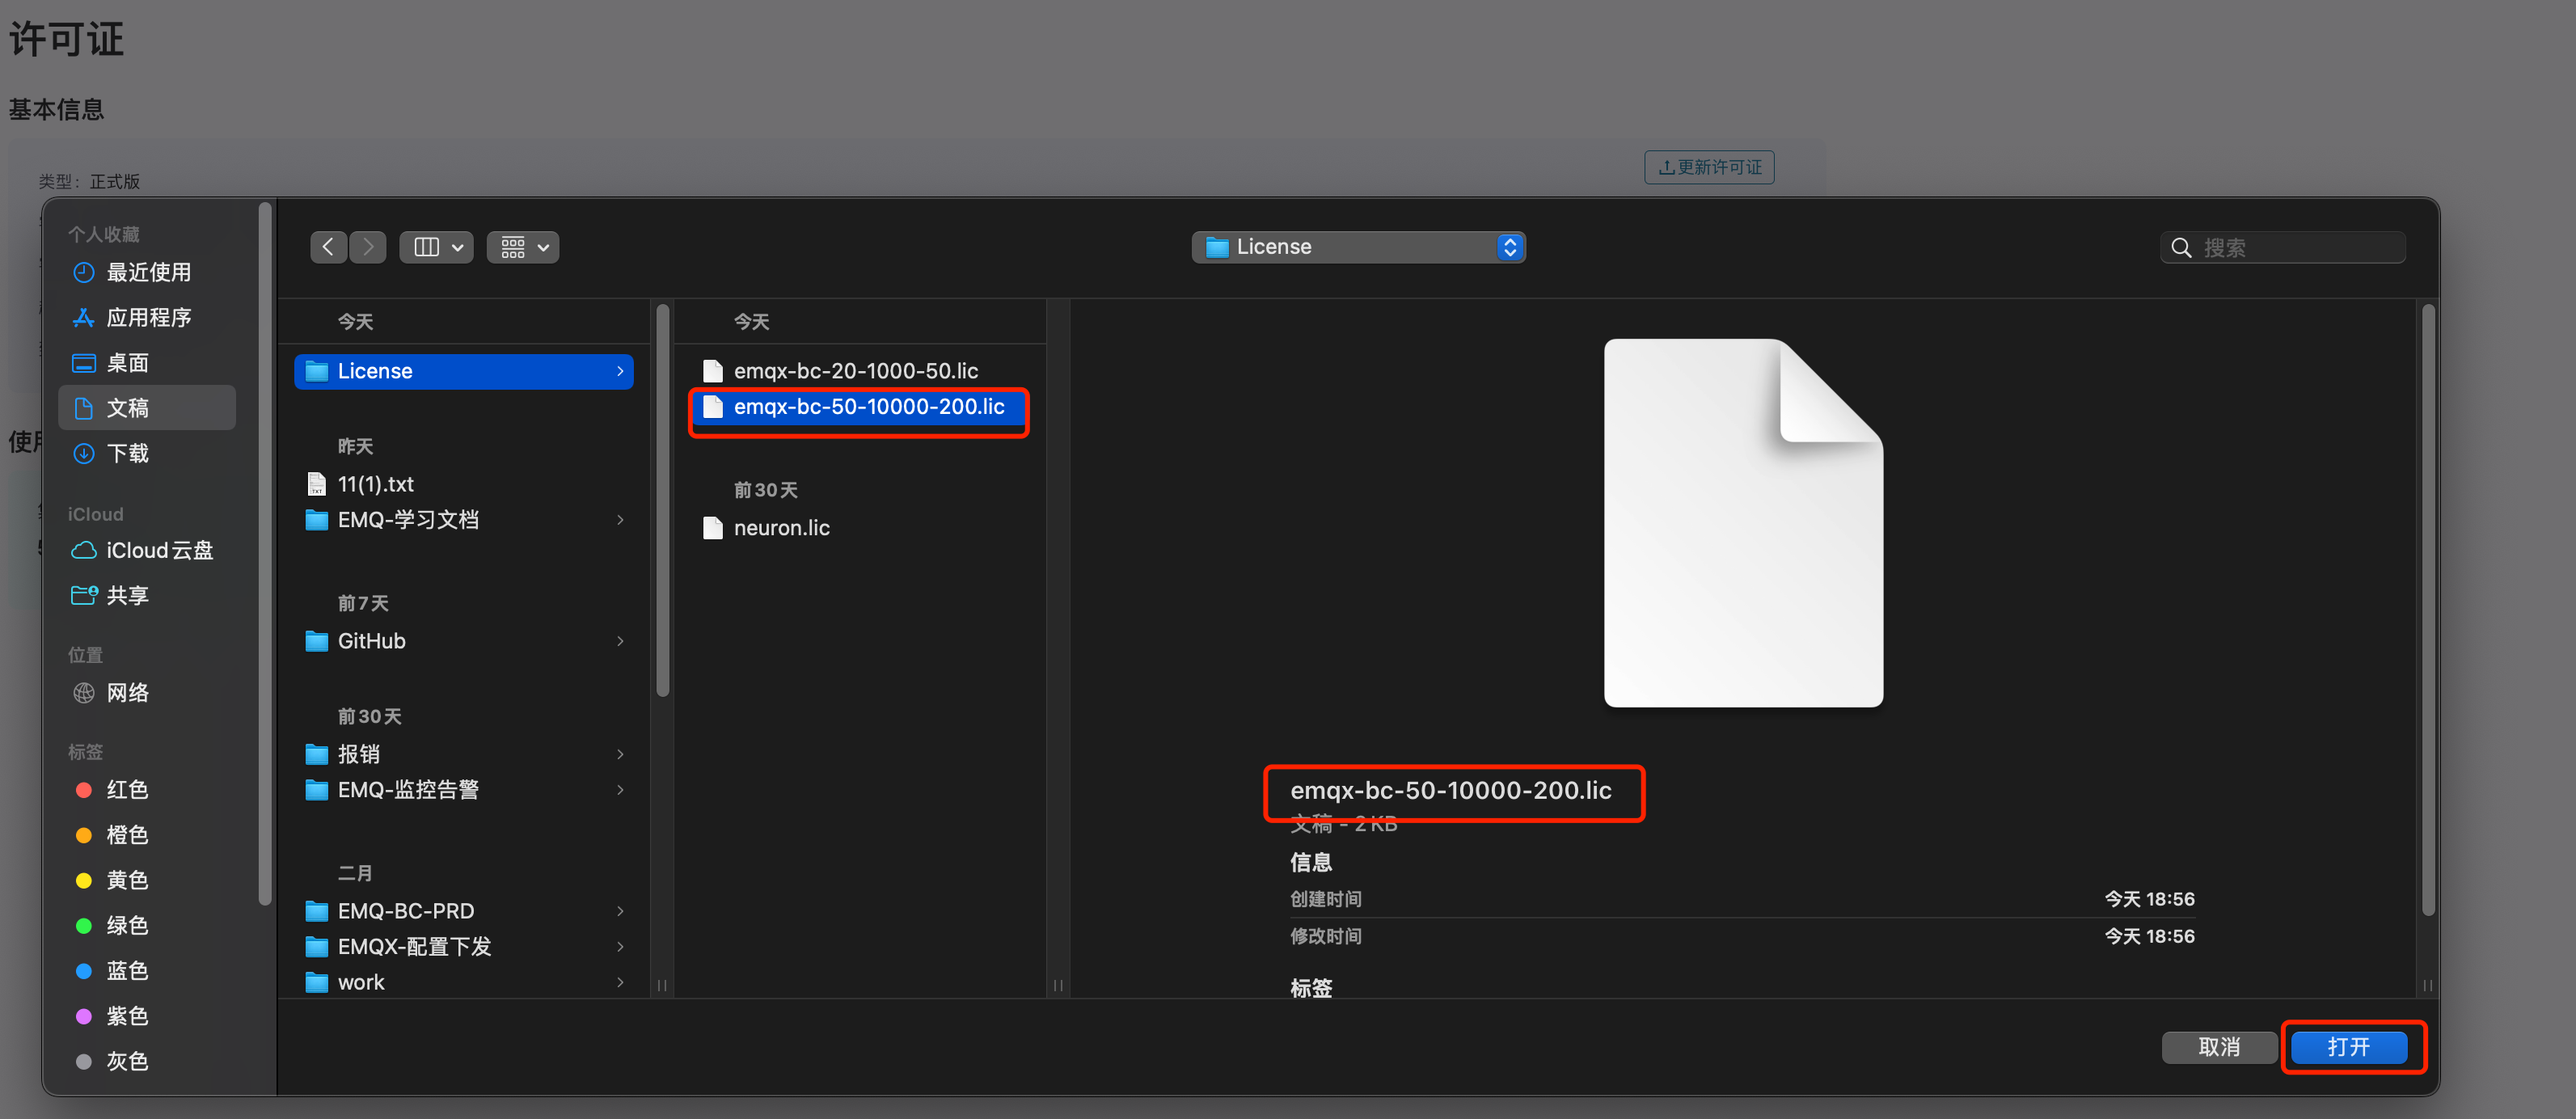 许可证
基本信息
更新许可证
类型：正式版
个人收藏
最近使用
应用程序
桌面
文稿
下载
iCloud
iCloud云盘
共享
位置
网络
标签
红色
橙色
黄色
绿色
蓝色
紫色
灰色
License
搜索
今天
License
昨天
11(1).txt
EMQ-学习文档
前7天
GitHub
前30天
报销
EMQ-监控告警
二月
EMQ-BC-PRD
EMQX-配置下发
work
今天
emqx-bc-20-1000-50.lic
emqx-bc-50-10000-200.lic
前30天
neuron.lic
emqx-bc-50-10000-200.lic
文稿 - 2 KB
信息
创建时间 今天 18:56
修改时间 今天 18:56
标签
取消
打开